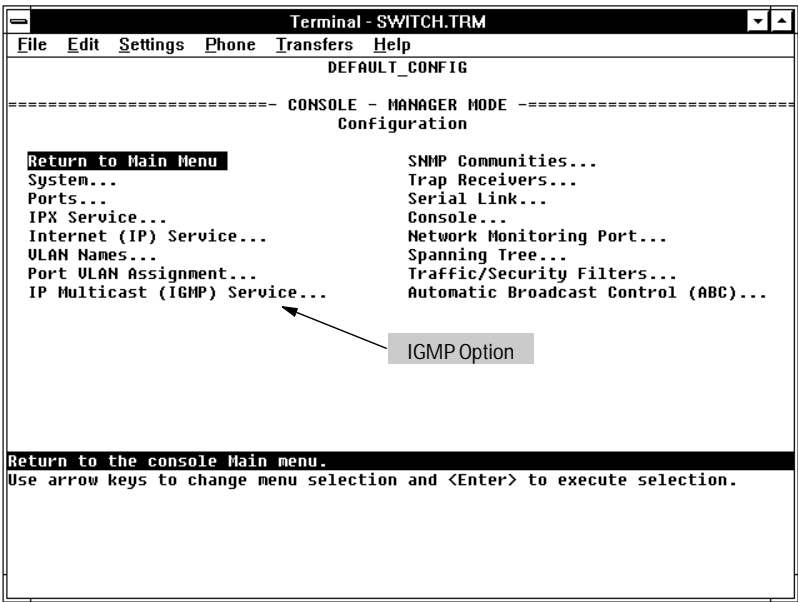 Terminal - SWITCH.TRM
File Edit Settings Phone Transfers Help
DEFAULT_CONFIG
==========================- CONSOLE - MANAGER MODE -===========================
Configuration
Return to Main Menu
System...
Ports...
IPX Service...
Internet (IP) Service...
VLAN Names...
Port VLAN Assignment...
IP Multicast (IGMP) Service...
SNMP Communities...
Trap Receivers...
Serial Link...
Console...
Network Monitoring Port...
Spanning Tree...
Traffic/Security Filters...
Automatic Broadcast Control (ABC)...
IGMP Option
Return to the console Main menu.
Use arrow keys to change menu selection and <Enter> to execute selection.